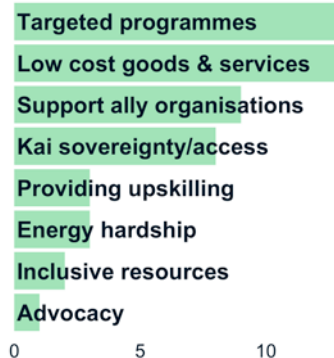 Targeted programmes
Low cost goods & services
Support ally organisations
Kai sovereignty/access
Providing upskilling
Energy hardship
Inclusive resources
Advocacy
0 5 10